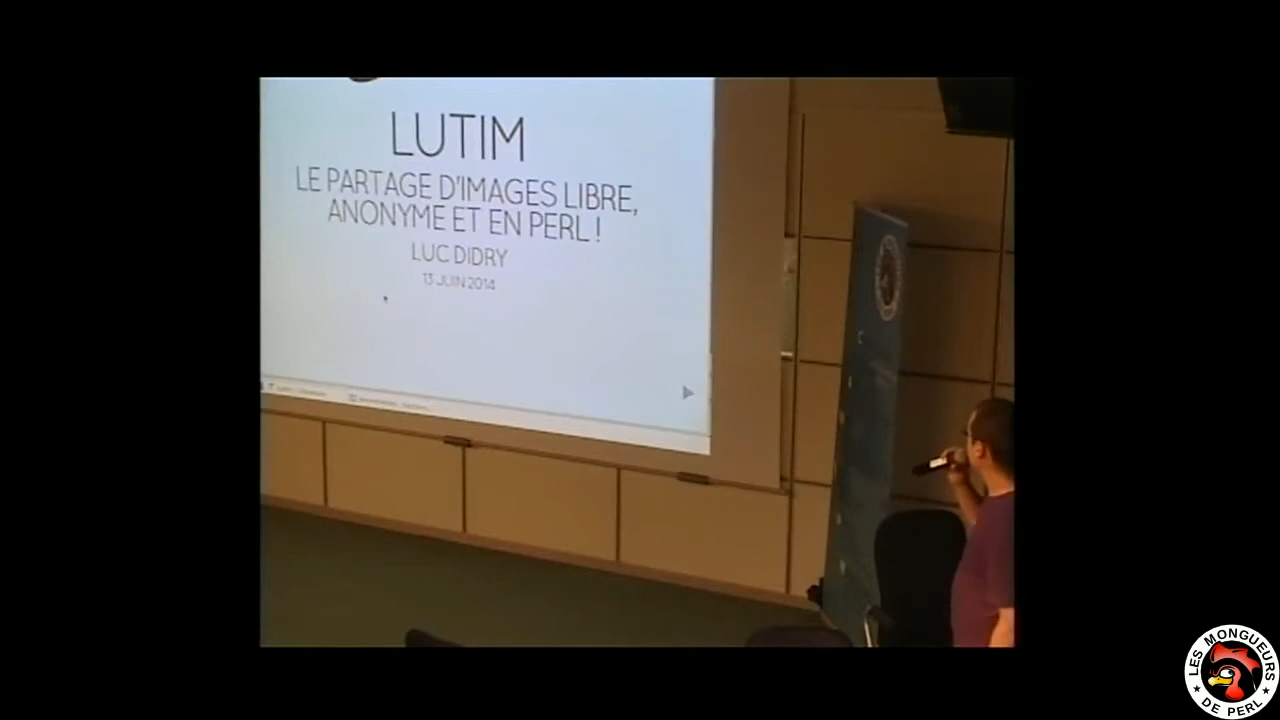 LUTIM
LE PARTAGE D'IMAGES LIBRE,
ANONYME ET EN PERL !
LUC DIDRY
13 JUIN 2014
LES MONGUEURS
DE PERL